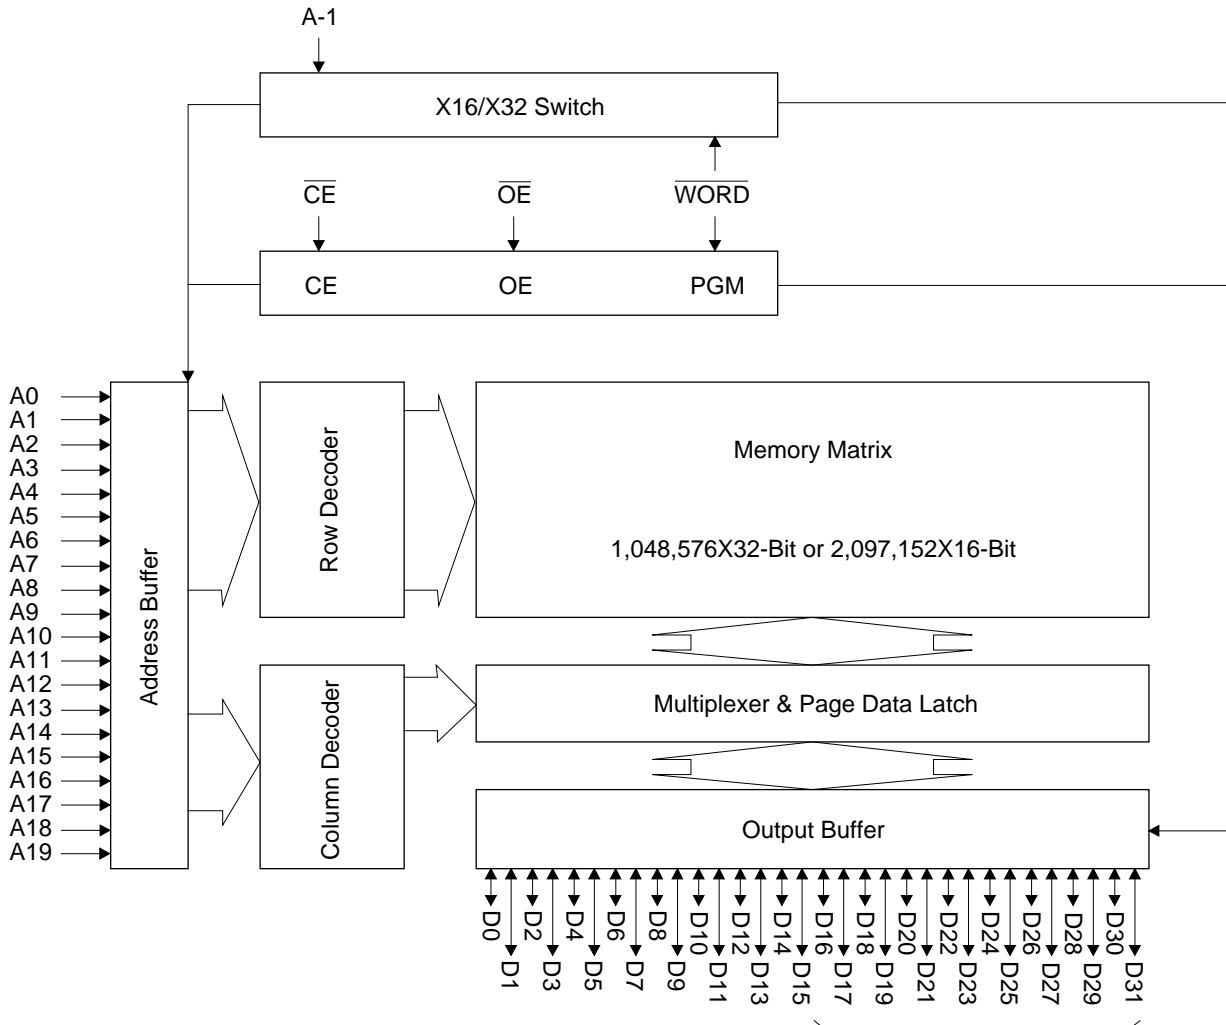 A-1
X16/X32 Switch
CE
OE
WORD
CE
OE
PGM
A0
A1
A2
A3
A4
A5
A6
A7
A8
A9
A10
A11
A12
A13
A14
A15
A16
A17
A18
A19
Address Buffer
Row Decoder
Memory Matrix
1,048,576X32-Bit or 2,097,152X16-Bit
Column Decoder
Multiplexer & Page Data Latch
Output Buffer
D0
D1
D2
D3
D4
D5
D6
D7
D8
D9
D10
D11
D12
D13
D14
D15
D16
D17
D18
D19
D20
D21
D22
D23
D24
D25
D26
D27
D28
D29
D30
D31